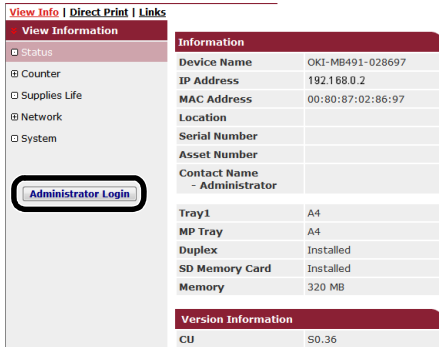 View Info | Direct Print | Links
View Information
Status
Counter
Supplies Life
Network
System
Administrator Login
Information
Device Name OKI-MB491-028697
IP Address 192.168.0.2
MAC Address 00:80:87:02:86:97
Location
Serial Number
Asset Number
Contact Name
- Administrator
Tray1 A4
MP Tray A4
Duplex Installed
SD Memory Card Installed
Memory 320 MB
Version Information
CU S0.36